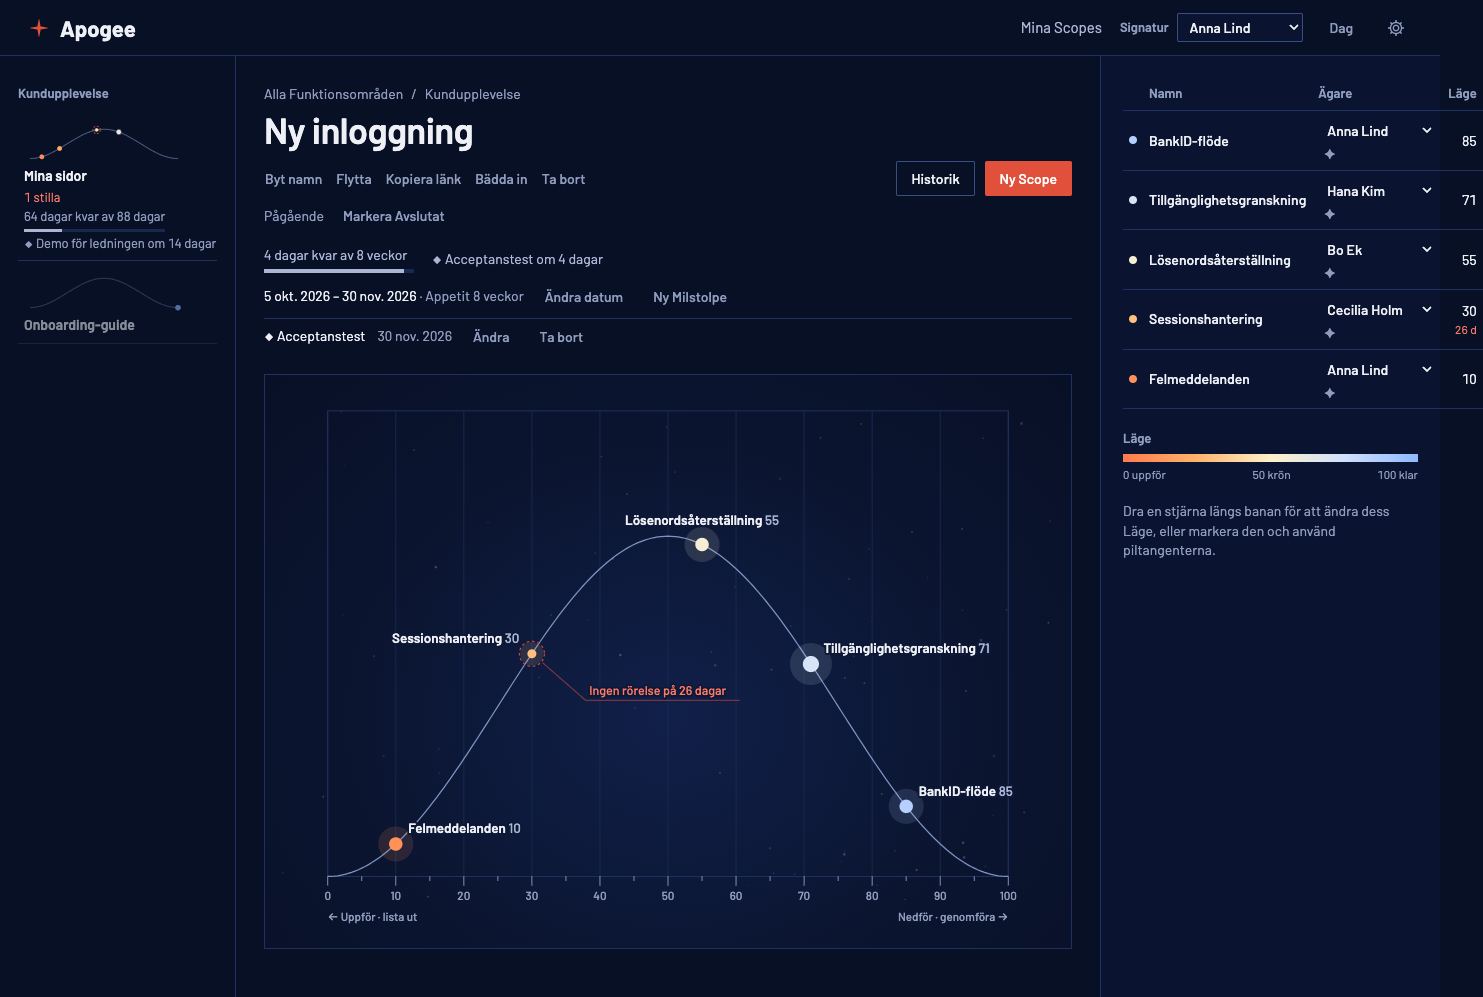 Apogee
Mina Scopes Signatur Anna Lind Dag
Kundupplevelse
Mina sidor
1 stilla
64 dagar kvar av 88 dagar
Demo för ledningen om 14 dagar
Onboarding-guide
Alla Funktionsområden / Kundupplevelse
Ny inloggning
Byt namn Flytta Kopiera länk Bädda in Ta bort Historik Ny Scope
Pågående Markera Avslutat
4 dagar kvar av 8 veckor Acceptanstest om 4 dagar
5 okt. 2026 – 30 nov. 2026 · Appetit 8 veckor Ändra datum Ny Milstolpe
Acceptanstest 30 nov. 2026 Ändra Ta bort
Lösenordsåterställning 55
Sessionshantering 30
Tillgänglighetsgranskning 71
Ingen rörelse på 26 dagar
BankID-flöde 85
Felmeddelanden 10
0 10 20 30 40 50 60 70 80 90 100
← Uppför · lista ut Nedför · genomföra →
Namn Ägare Läge
BankID-flöde Anna Lind 85
Tillgänglighetsgranskning Hana Kim 71
Lösenordsåterställning Bo Ek 55
Sessionshantering Cecilia Holm 30
26 d
Felmeddelanden Anna Lind 10
Läge
0 uppför 50 krön 100 klar
Dra en stjärna längs banan för att ändra dess
Läge, eller markera den och använd
piltangenterna.